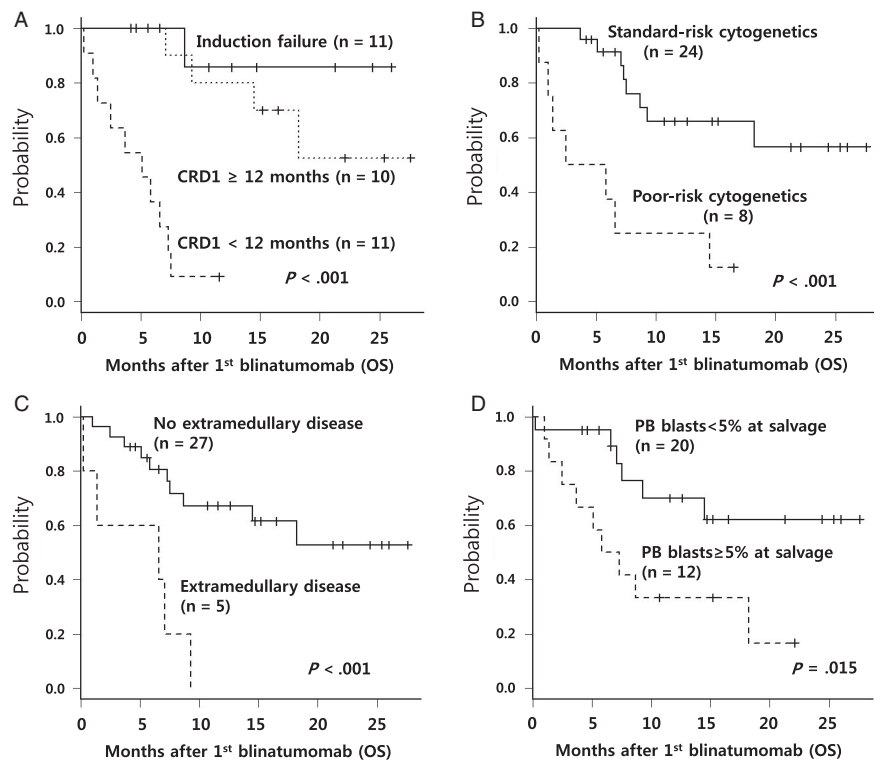 A
1.0
0.8
0.6
0.4
0.2
0.0
Probability
Induction failure (n = 11)
CRD1 ≥ 12 months (n = 10)
CRD1 < 12 months (n = 11)
P < .001
0 5 10 15 20 25
Months after 1st blinatumomab (OS)
B
1.0
0.8
0.6
0.4
0.2
0.0
Probability
Standard-risk cytogenetics
(n = 24)
Poor-risk cytogenetics
(n = 8)
P < .001
0 5 10 15 20 25
Months after 1st blinatumomab (OS)
C
1.0
0.8
0.6
0.4
0.2
0.0
Probability
No extramedullary disease
(n = 27)
Extramedullary disease
(n = 5)
P < .001
0 5 10 15 20 25
Months after 1st blinatumomab (OS)
D
1.0
0.8
0.6
0.4
0.2
0.0
Probability
PB blasts<5% at salvage
(n = 20)
PB blasts≥5% at salvage
(n = 12)
P = .015
0 5 10 15 20 25
Months after 1st blinatumomab (OS)